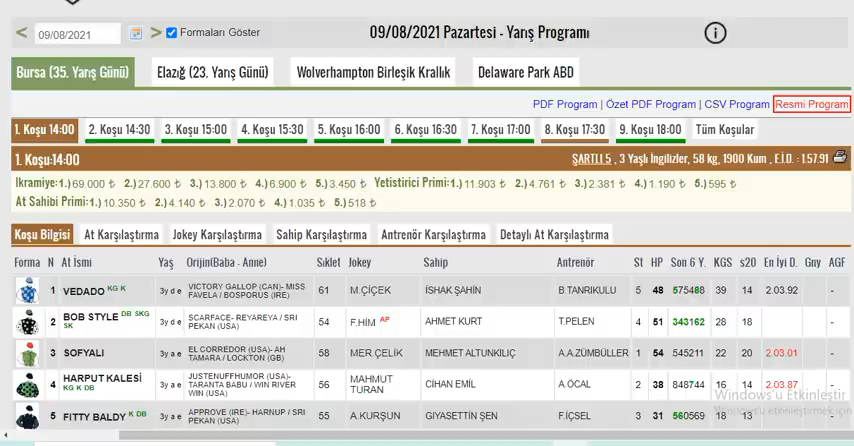 < 09/08/2021 > Formaları Göster 09/08/2021 Pazartesi - Yarış Programı
Bursa (35. Yarış Günü) Elazığ (23. Yarış Günü) Wolverhampton Birleşik Krallık Delaware Park ABD
PDF Program | Özet PDF Program | CSV Program Resmi Program
1. Koşu 14:00 2. Koşu 14:30 3. Koşu 15:00 4. Koşu 15:30 5. Koşu 16:00 6. Koşu 16:30 7. Koşu 17:00 8. Koşu 17:30 9. Koşu 18:00 Tüm Koşular
1. Koşu:14:00 ŞARTLI 5 , 3 Yaşlı İngilizler, 58 kg, 1900 Kum , E.İ.D. : 1.57.91
Ikramiye: 1.) 69.000 ₺ 2.) 27.600 ₺ 3.) 13.800 ₺ 4.) 6.900 ₺ 5.) 3.450 ₺ Yetistirici Primi: 1.) 11.903 ₺ 2.) 4.761 ₺ 3.) 2.381 ₺ 4.) 1.190 ₺ 5.) 595 ₺
At Sahibi Primi: 1.) 10.350 ₺ 2.) 4.140 ₺ 3.) 2.070 ₺ 4.) 1.035 ₺ 5.) 518 ₺
Koşu Bilgisi At Karşılaştırma Jokey Karşılaştırma Sahip Karşılaştırma Antrenör Karşılaştırma Detaylı At Karşılaştırma
Forma N At İsmi Yaş Orijin(Baba - Anne) Sıklet Jokey Sahip Antrenör St HP Son 6 Y. KGS s20 En İyi D. Gny AGF
1 VEDADO KG K 3y d e VICTORY GALLOP (CAN)- MISS FAVELA / BOSPORUS (IRE) 61 M.ÇİÇEK İSHAK ŞAHİN B.TANRIKULU 5 48 575488 39 14 2.03.92 -
2 BOB STYLE DB SKG SK 3y d e SCARFACE- REYAREYA / SRI PEKAN (USA) 54 F.HİM AP AHMET KURT T.PELEN 4 51 343162 28 18 -
3 SOFYALI 3y a e EL CORREDOR (USA)- AH TAMARA / LOCKTON (GB) 58 MER.ÇELİK MEHMET ALTUNKILIÇ A.A.ZÜMBÜLLER 1 54 545211 22 20 2.03.01 -
4 HARPUT KALESİ KG K DB 3y a e JUSTENUFFHUMOR (USA)- TARANTA BABU / WIN RIVER WIN (USA) 56 MAHMUT TURAN CİHAN EMİL A.ÖCAL 2 38 848744 16 14 2.03.87 -
5 FITTY BALDY K DB 3y a e APPROVE (IRE)- HARNUP / SRI PEKAN (USA) 55 A.KURŞUN GIYASETTİN ŞEN F.İÇSEL 3 31 560569 18 13 -
Windows'u Etkinleştir
Windows'u etkinleştirmek için